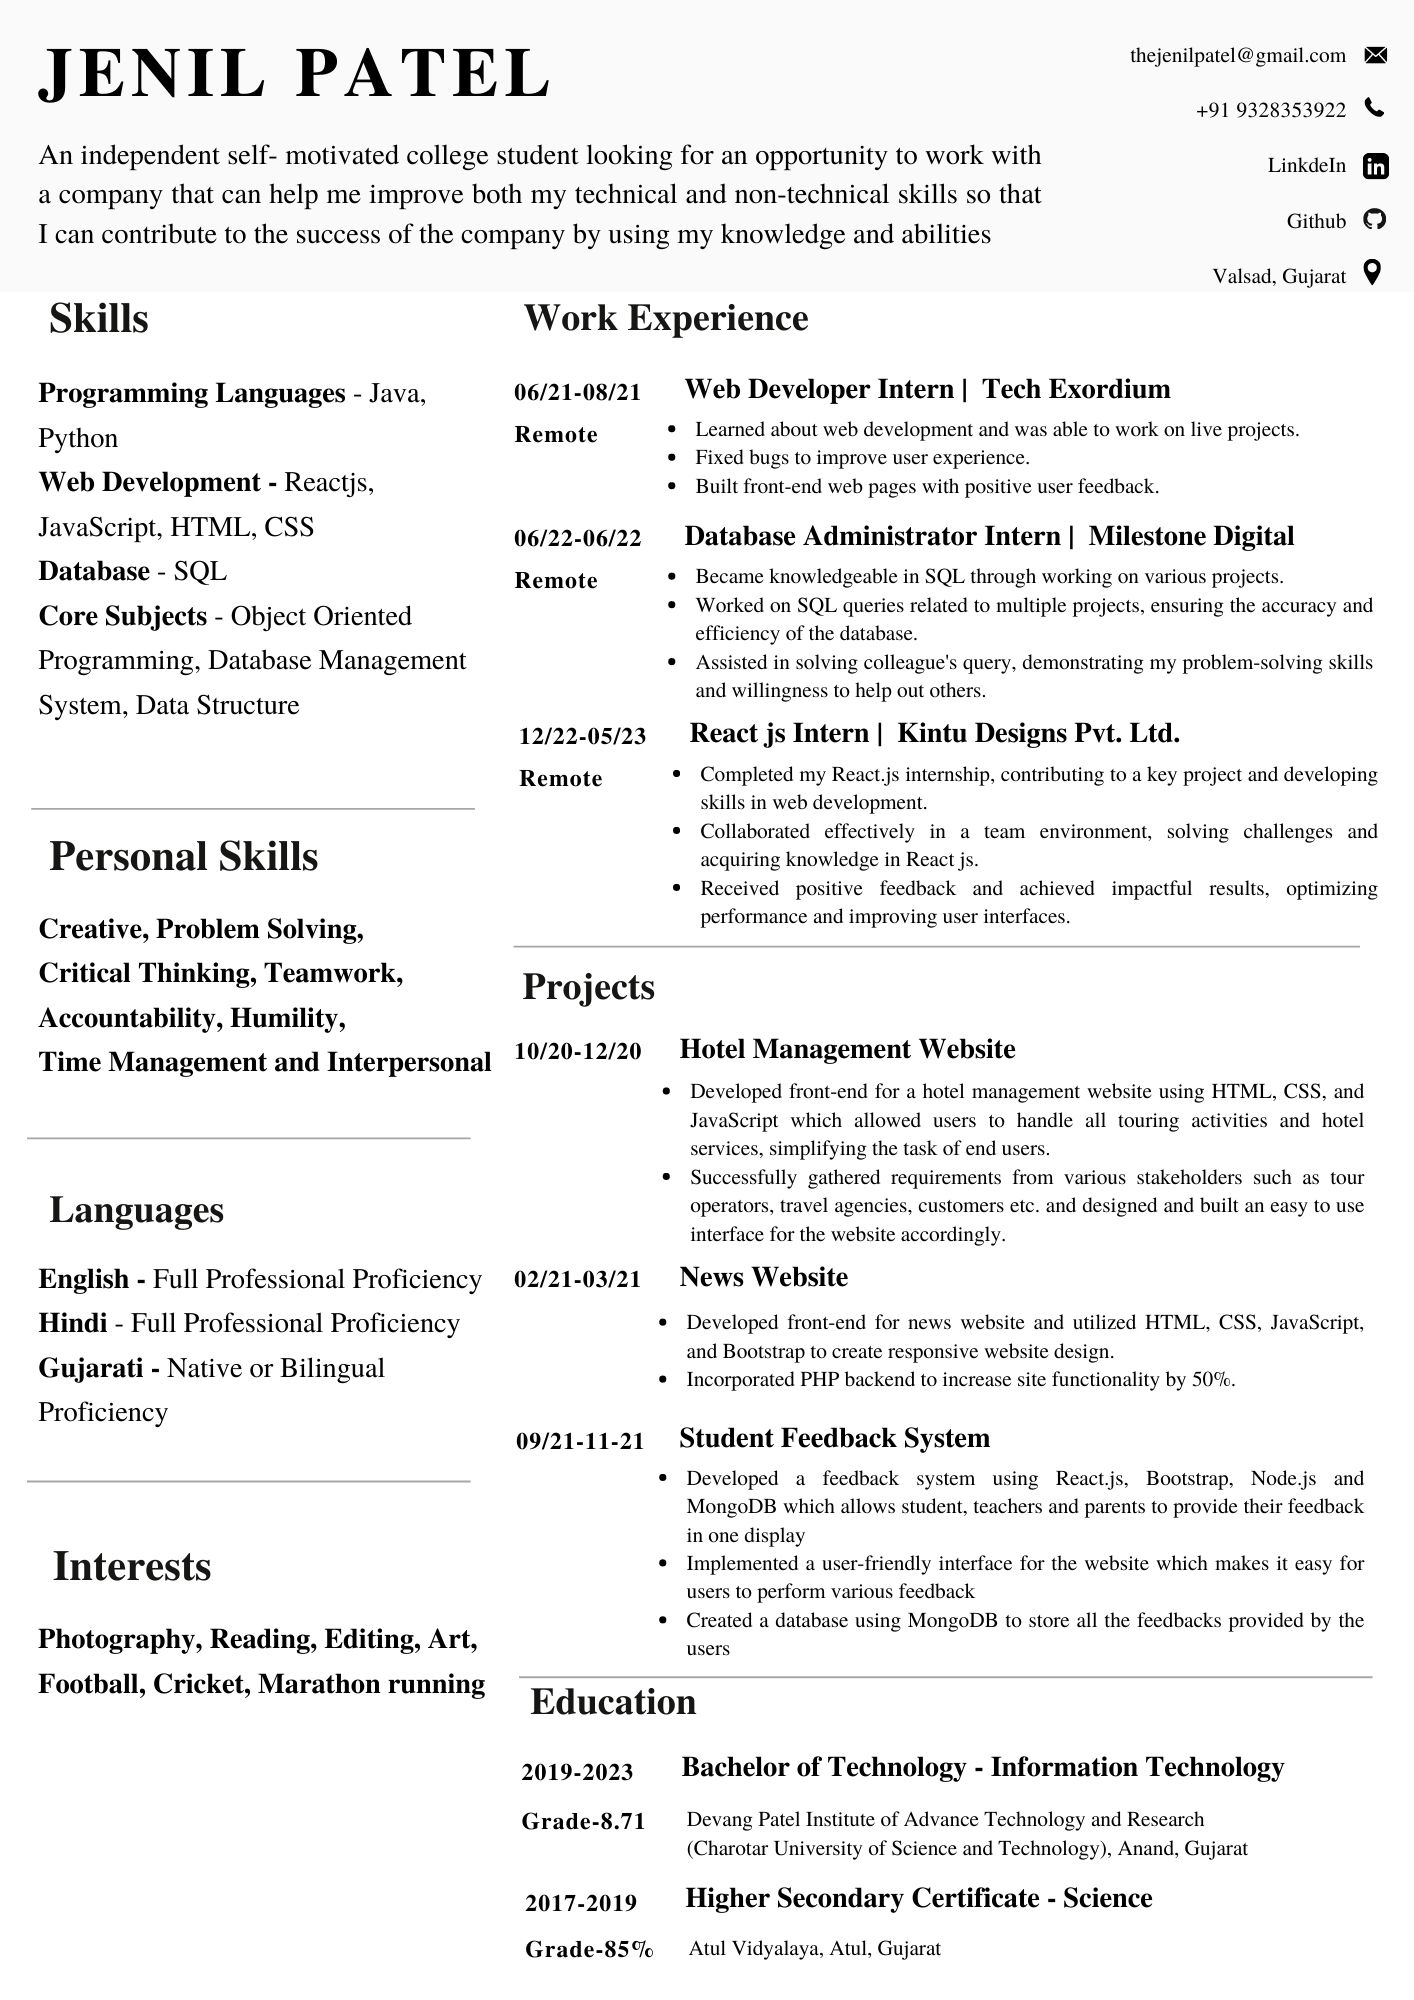 JENIL PATEL
An independent self- motivated college student looking for an opportunity to work with
a company that can help me improve both my technical and non-technical skills so that
I can contribute to the success of the company by using my knowledge and abilities
thejenilpatel@gmail.com
+91 9328353922
LinkdeIn
Github
Valsad, Gujarat
Skills
Programming Languages - Java,
Python
Web Development - Reactjs,
JavaScript, HTML, CSS
Database - SQL
Core Subjects - Object Oriented
Programming, Database Management
System, Data Structure
Personal Skills
Creative, Problem Solving,
Critical Thinking, Teamwork,
Accountability, Humility,
Time Management and Interpersonal
Languages
English - Full Professional Proficiency
Hindi - Full Professional Proficiency
Gujarati - Native or Bilingual
Proficiency
Interests
Photography, Reading, Editing, Art,
Football, Cricket, Marathon running
Work Experience
06/21-08/21 Web Developer Intern | Tech Exordium
Remote
• Learned about web development and was able to work on live projects.
• Fixed bugs to improve user experience.
• Built front-end web pages with positive user feedback.
06/22-06/22 Database Administrator Intern | Milestone Digital
Remote
• Became knowledgeable in SQL through working on various projects.
• Worked on SQL queries related to multiple projects, ensuring the accuracy and
efficiency of the database.
• Assisted in solving colleague's query, demonstrating my problem-solving skills
and willingness to help out others.
12/22-05/23 React js Intern | Kintu Designs Pvt. Ltd.
Remote
• Completed my React.js internship, contributing to a key project and developing
skills in web development.
• Collaborated effectively in a team environment, solving challenges and
acquiring knowledge in React js.
• Received positive feedback and achieved impactful results, optimizing
performance and improving user interfaces.
Projects
10/20-12/20 Hotel Management Website
• Developed front-end for a hotel management website using HTML, CSS, and
JavaScript which allowed users to handle all touring activities and hotel
services, simplifying the task of end users.
• Successfully gathered requirements from various stakeholders such as tour
operators, travel agencies, customers etc. and designed and built an easy to use
interface for the website accordingly.
02/21-03/21 News Website
• Developed front-end for news website and utilized HTML, CSS, JavaScript,
and Bootstrap to create responsive website design.
• Incorporated PHP backend to increase site functionality by 50%.
09/21-11-21 Student Feedback System
• Developed a feedback system using React.js, Bootstrap, Node.js and
MongoDB which allows student, teachers and parents to provide their feedback
in one display
• Implemented a user-friendly interface for the website which makes it easy for
users to perform various feedback
• Created a database using MongoDB to store all the feedbacks provided by the
users
Education
2019-2023 Bachelor of Technology - Information Technology
Grade-8.71 Devang Patel Institute of Advance Technology and Research
(Charotar University of Science and Technology), Anand, Gujarat
2017-2019 Higher Secondary Certificate - Science
Grade-85% Atul Vidyalaya, Atul, Gujarat